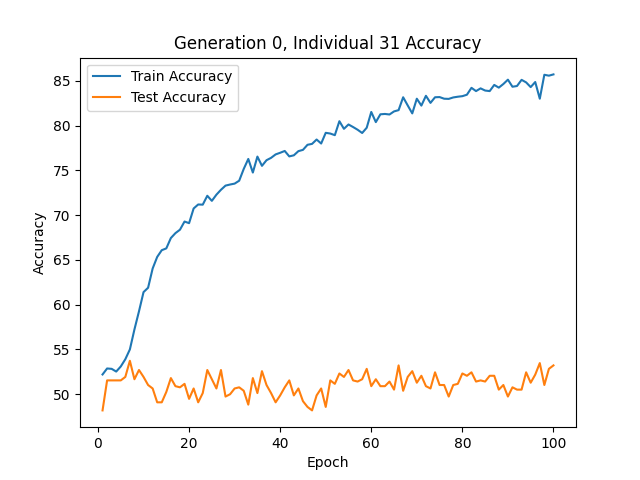 Generation 0, Individual 31 Accuracy
Train Accuracy
Test Accuracy
85
80
75
70
65
60
55
50
Accuracy
0 20 40 60 80 100
Epoch